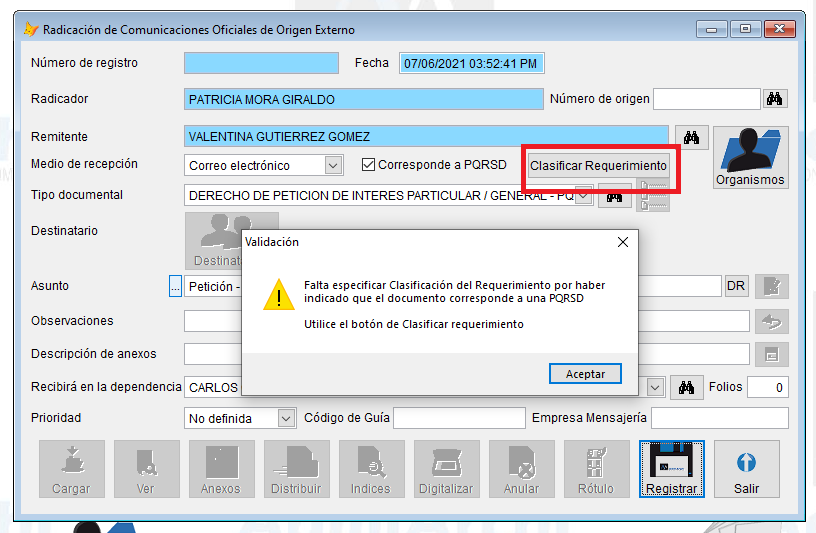 Radicación de Comunicaciones Oficiales de Origen Externo
Número de registro Fecha 07/06/2021 03:52:41 PM
Radicador PATRICIA MORA GIRALDO Número de origen
Remitente VALENTINA GUTIERREZ GOMEZ
Medio de recepción Correo electrónico Corresponde a PQRSD Clasificar Requerimiento
Organismos
Tipo documental DERECHO DE PETICION DE INTERES PARTICULAR / GENERAL - PQ
Destinatario
Destinat
Validación
Asunto ... Petición - DR
Falta especificar Clasificación del Requerimiento por haber
indicado que el documento corresponde a una PQRSD
Utilice el botón de Clasificar requerimiento
Aceptar
Observaciones
Descripción de anexos
Recibirá en la dependencia CARLOS Folios 0
Prioridad No definida Código de Guía Empresa Mensajería
Cargar Ver Anexos Distribuir Indices Digitalizar Anular Rótulo Registrar Salir